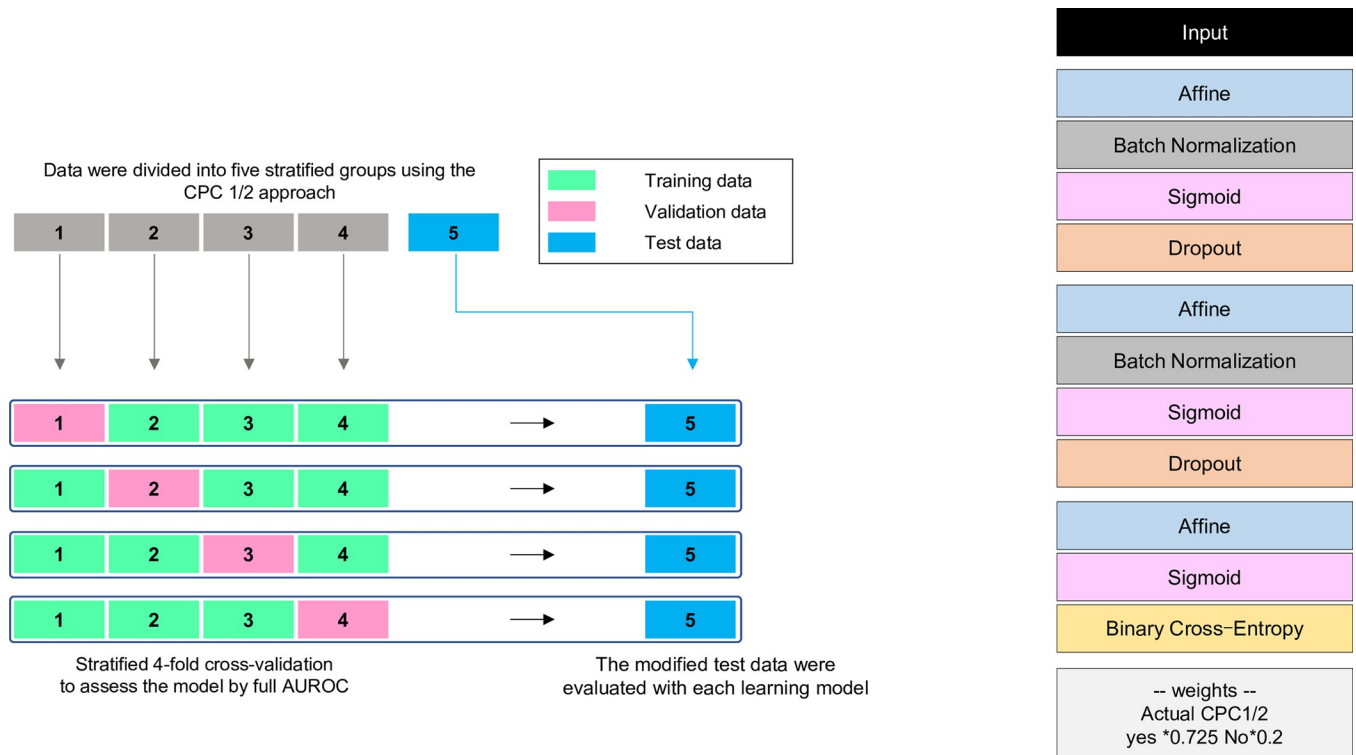 Data were divided into five stratified groups using the
CPC 1/2 approach
1 2 3 4 5
Training data
Validation data
Test data
1 2 3 4 5
1 2 3 4 5
1 2 3 4 5
1 2 3 4 5
Stratified 4-fold cross-validation
to assess the model by full AUROC
The modified test data were
evaluated with each learning model
Input
Affine
Batch Normalization
Sigmoid
Dropout
Affine
Batch Normalization
Sigmoid
Dropout
Affine
Sigmoid
Binary Cross-Entropy
-- weights --
Actual CPC1/2
yes *0.725 No*0.2